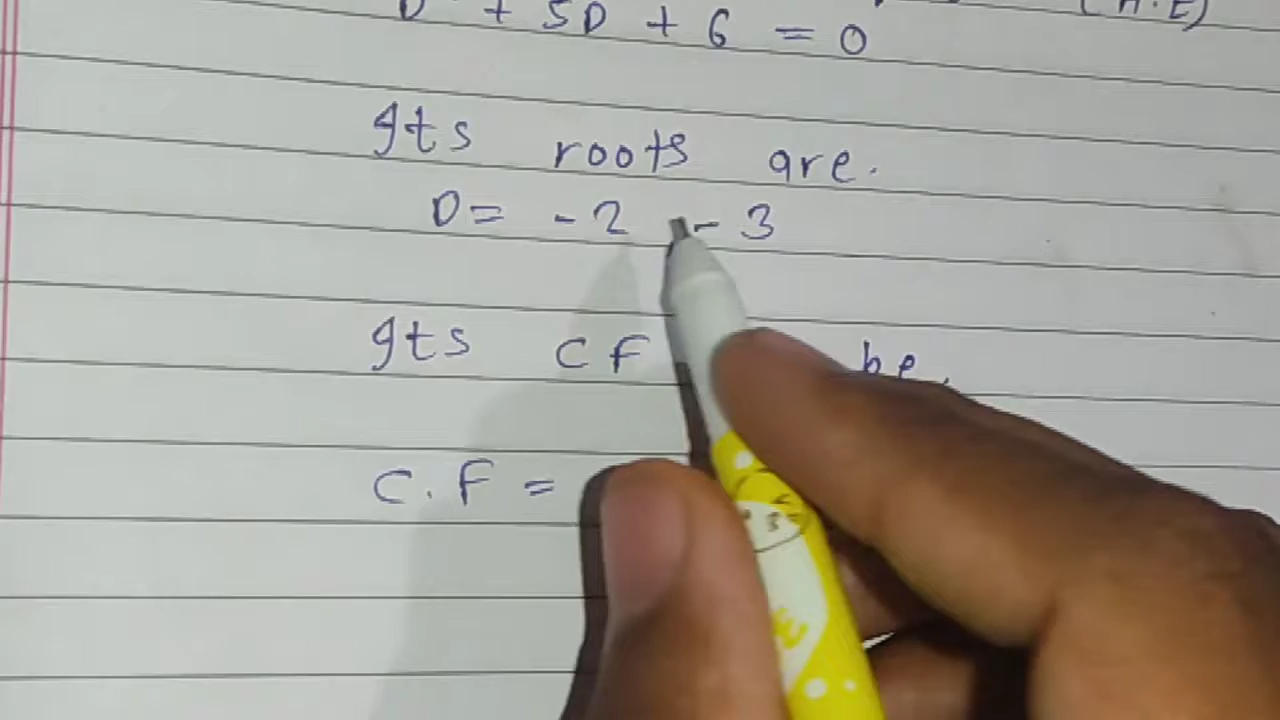 D + 5D + 6 = 0 (A.E)
Its roots are.
D = -2 -3
Its CF be.
C.F =